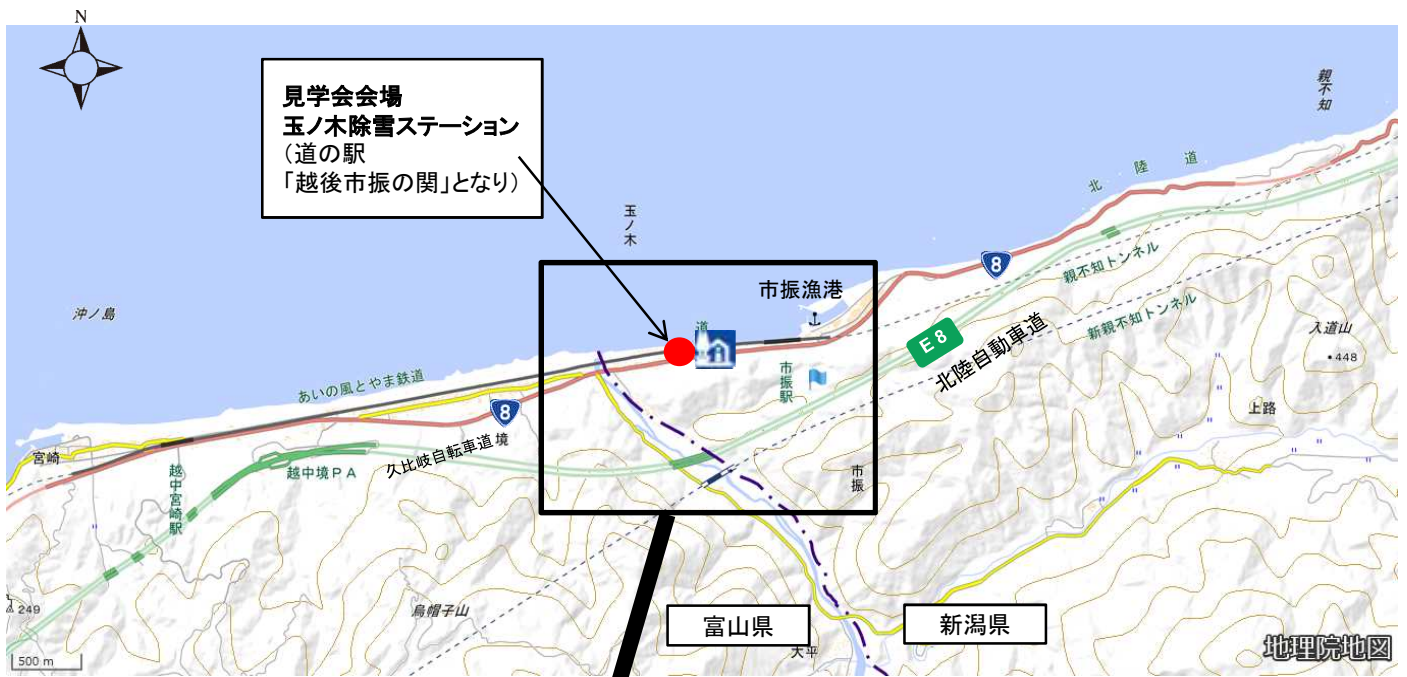 N
見学会会場
玉ノ木除雪ステーション
(道の駅
「越後市振の関」となり)
親不知
北陸道
8
玉ノ木
市振漁港
親不知トンネル
新親不知トンネル
沖ノ島
道
入道山
・448
E8
北陸自動車道
市振駅
あいの風とやま鉄道
8
上路
宮崎
久比岐自転車道
境
越中境PA
越中宮崎駅
市振
249
烏帽子山
富山県
新潟県
大平
500 m
地理院地図